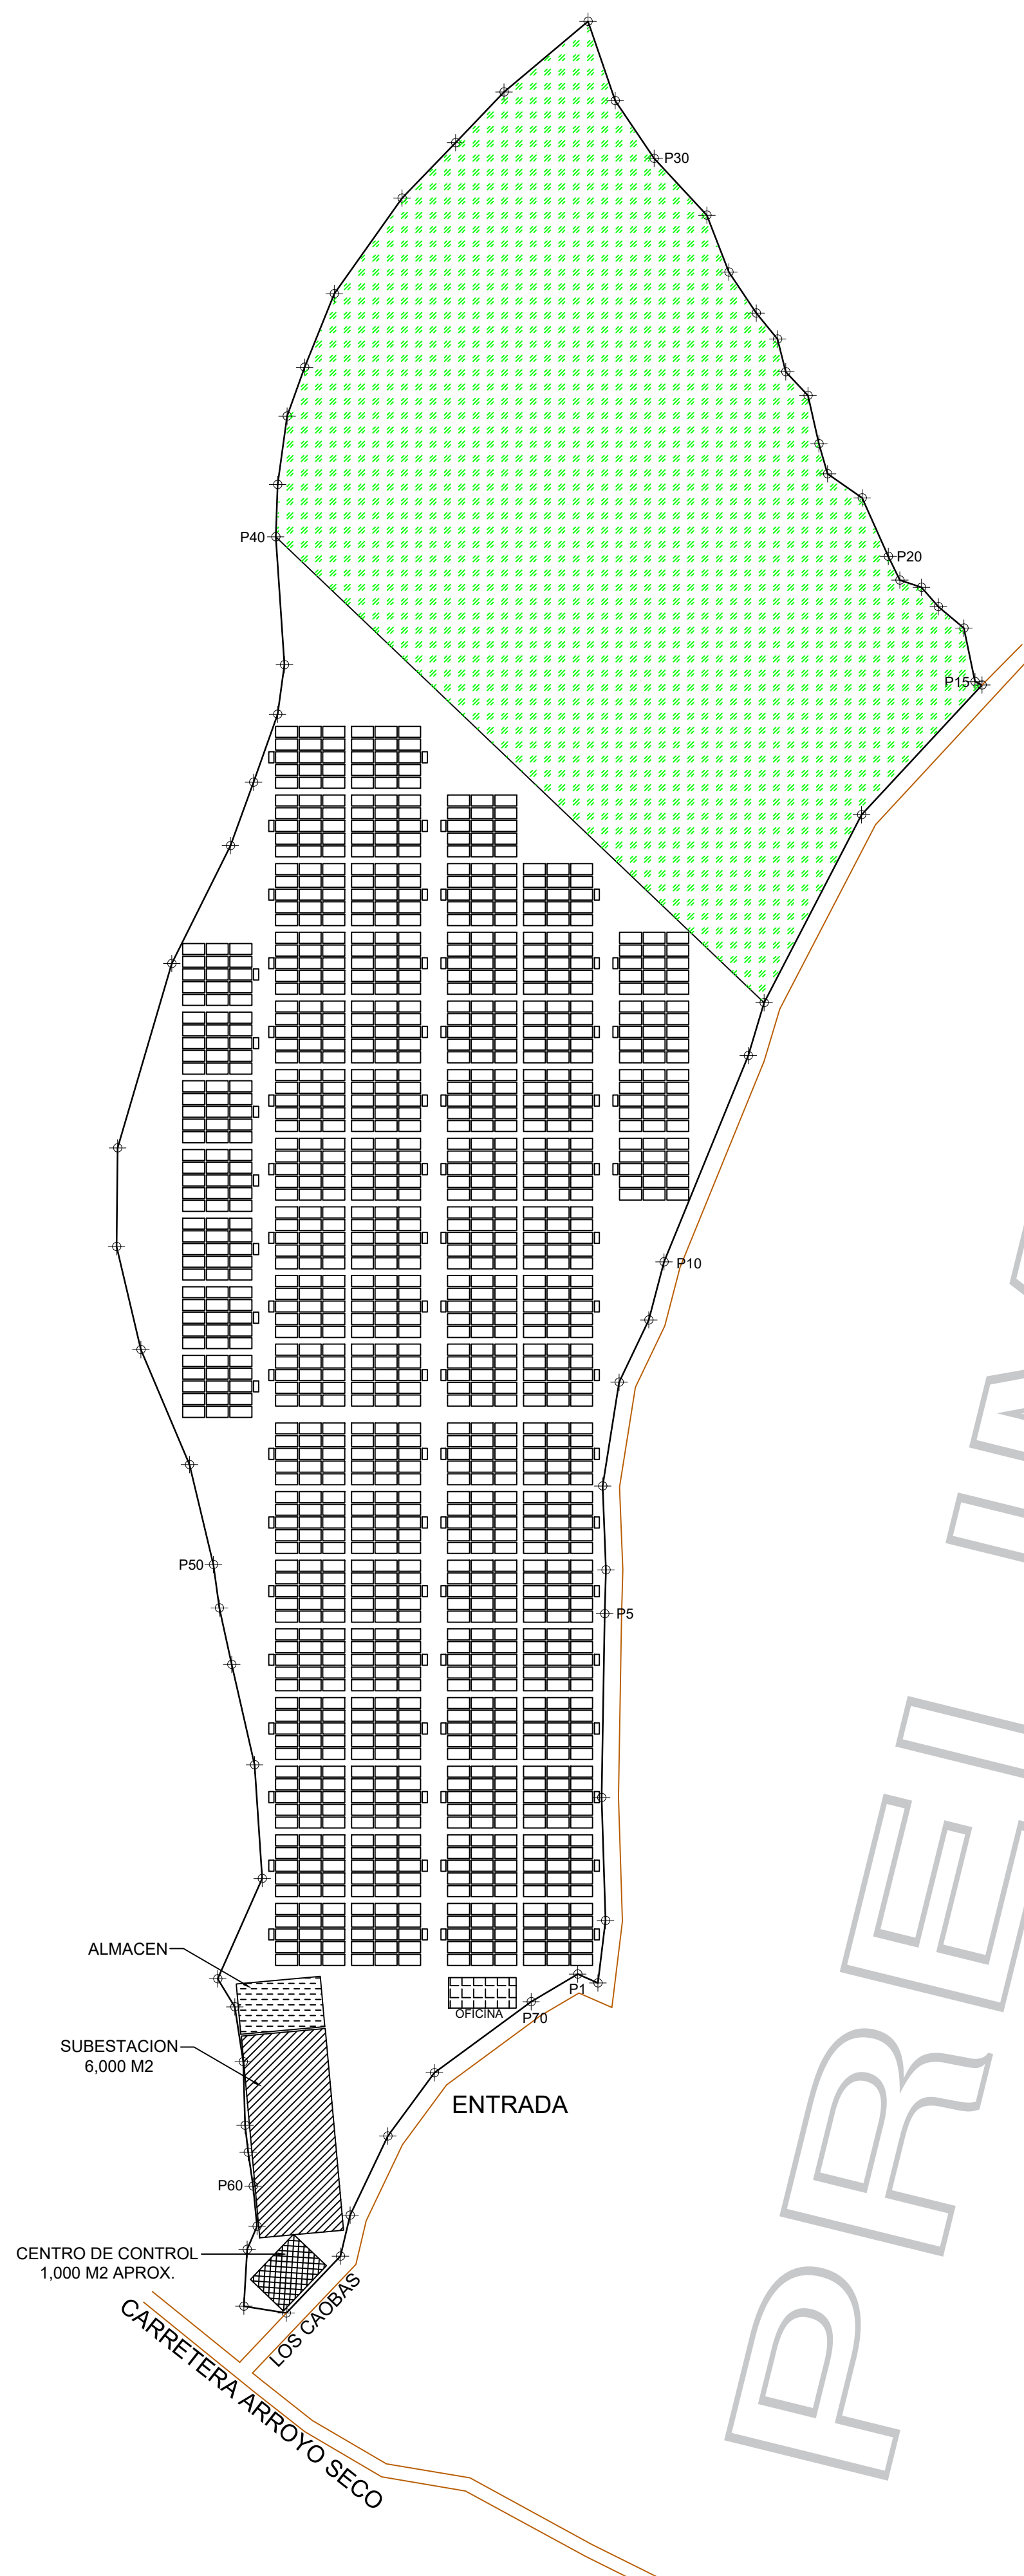 P30
P40
P20
P15
P10
P50
P5
ALMACEN
P1
P70
OFICINA
SUBESTACION
6,000 M2
ENTRADA
P60
CENTRO DE CONTROL
1,000 M2 APROX.
LOS CAOBAS
CARRETERA ARROYO SECO